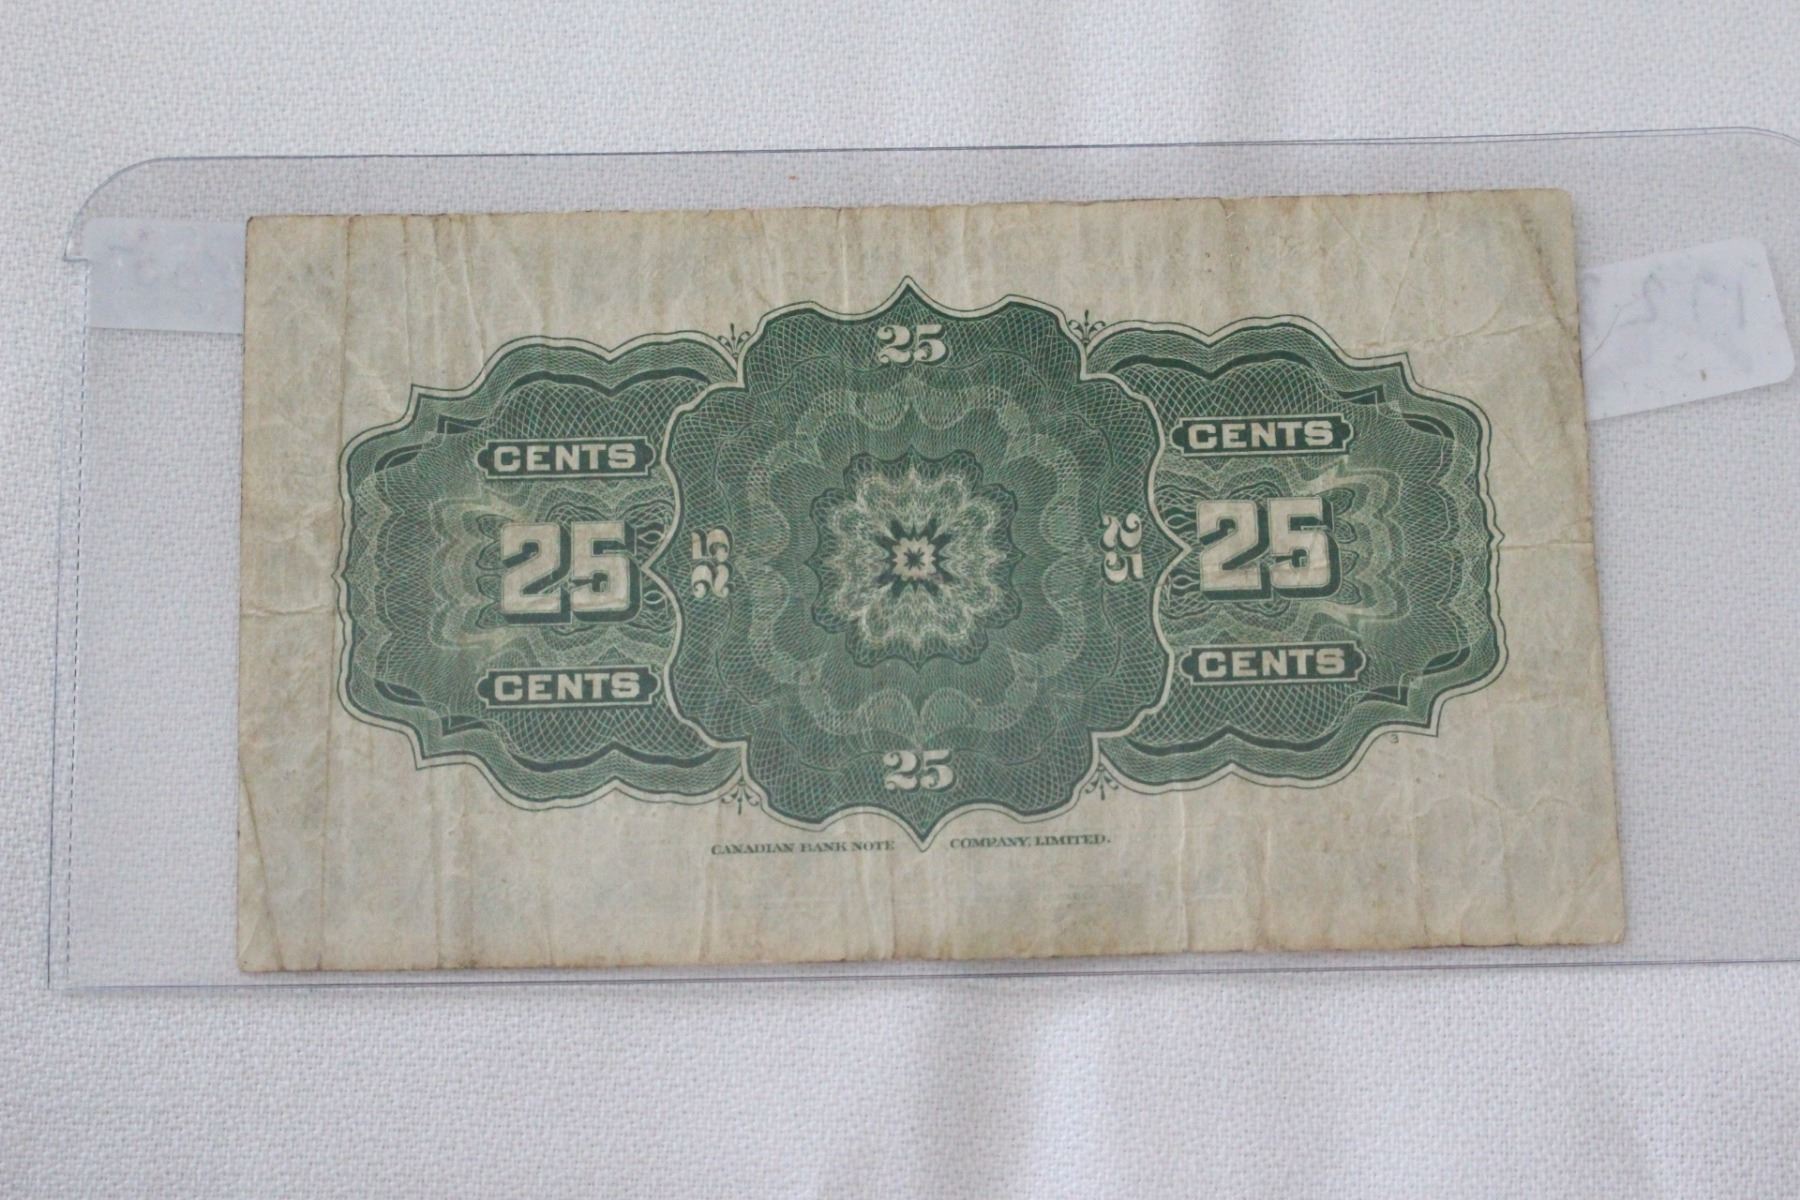 25
CENTS CENTS
25 25 25 25
CENTS CENTS
25
3
CANADIAN BANK NOTE COMPANY, LIMITED.